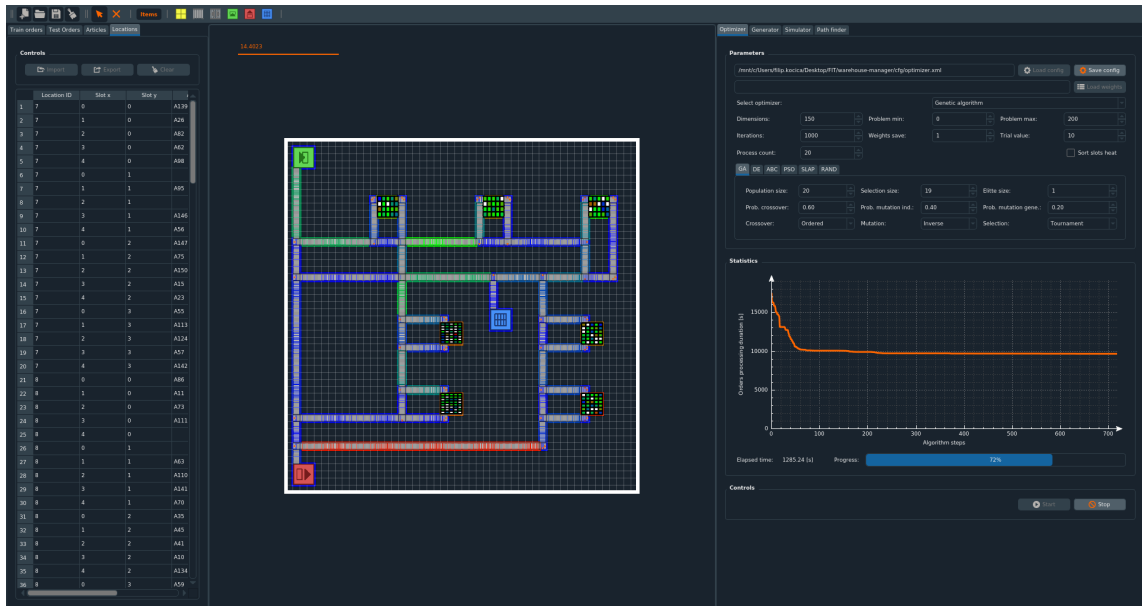 Items
Train orders Test Orders Articles Locations
Controls
Import Export Clear
Location ID Slot x Slot y
1 7 0 0 A139
2 7 1 0 A26
3 7 2 0 A82
4 7 3 0 A62
5 7 4 0 A98
6 7 0 1
7 7 1 1 A95
8 7 2 1
9 7 3 1 A146
10 7 4 1 A56
11 7 0 2 A147
12 7 1 2 A75
13 7 2 2 A150
14 7 3 2 A15
15 7 4 2 A23
16 7 0 3 A55
17 7 1 3 A113
18 7 2 3 A124
19 7 3 3 A57
20 7 4 3 A142
21 8 0 0 A86
22 8 1 0 A11
23 8 2 0 A73
24 8 3 0 A111
25 8 4 0
26 8 0 1
27 8 1 1 A63
28 8 2 1 A110
29 8 3 1 A141
30 8 4 1 A70
31 8 0 2 A35
32 8 1 2 A45
33 8 2 2 A41
34 8 3 2 A10
35 8 4 2 A134
36 8 0 3 A59
14.4023
Optimizer Generator Simulator Path finder
Parameters
/mnt/c/Users/filip.kocica/Desktop/FIT/warehouse-manager/cfg/optimizer.xml Load config Save config
Load weights
Select optimizer: Genetic algorithm
Dimensions: 150 Problem min: 0 Problem max: 200
Iterations: 1000 Weights save: 1 Trial value: 10
Process count: 20 Sort slots heat
GA DE ABC PSO SLAP RAND
Population size: 20 Selection size: 19 Elitte size: 1
Prob. crossover: 0.60 Prob. mutation ind.: 0.40 Prob. mutation gene.: 0.20
Crossover: Ordered Mutation: Inverse Selection: Tournament
Statistics
Orders processing duration [s]
15000
10000
5000
0
0 100 200 300 400 500 600 700
Algorithm steps
Elapsed time: 1285.24 [s] Progress: 72%
Controls
Start Stop